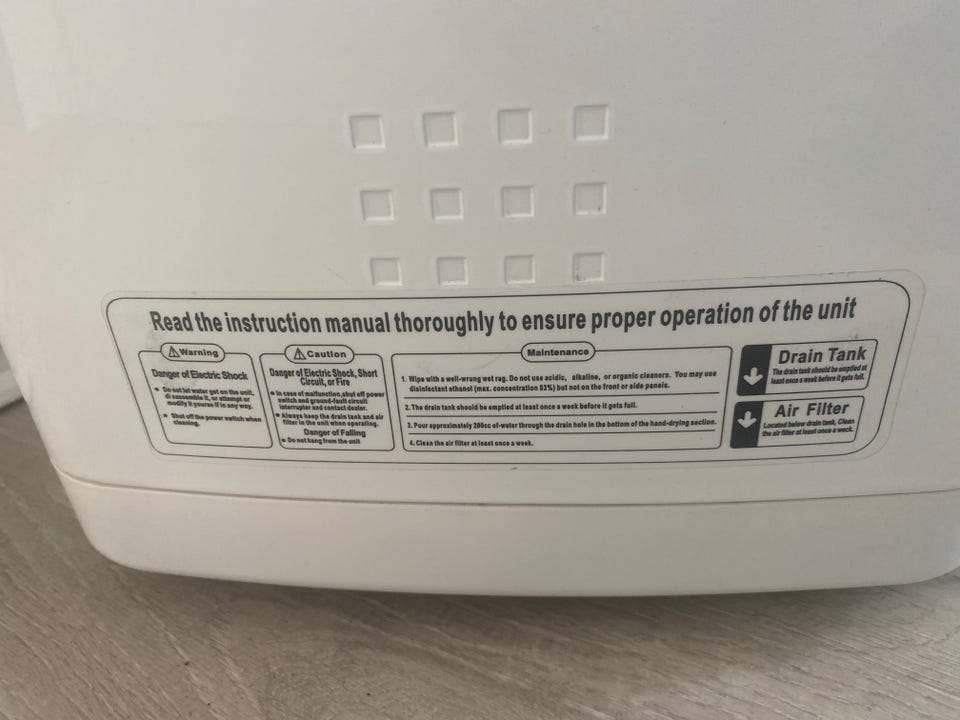 Read the instruction manual thoroughly to ensure proper operation of the unit
Warning
Danger of Electric Shock
● Do not let water get on the unit,
disassemble it, or attempt or
modify it yourse if in any way.
● Shut off the power switch when
cleaning.
Caution
Danger of Electric Shock, Short
Circuit, or Fire
● In case of malfunction,shut off power
switch and ground-fault circuit
interrupter and contact dealer.
● Always keep the drain tank and air
filter in the unit when operating.
Danger of Falling
● Do not hang from the unit
Maintenance
1. Wipe with a well-wrung wet rag. Do not use acidic, alkaline, or organic cleaners. You may use
disinfectant ethanol (max. concentration 83%) but not on the front or side panels.
2.The drain tank should be emptied at least once a week before it gets full.
3.Pour approximately 200cc of-water through the drain hole in the bottom of the hand-drying section.
4.Clean the air filter at least once a week.
Drain Tank
The drain tank should be emptied at
least once a week before it gets full.
Air Filter
Located below drain tank, Clean
the air filter at least once a week.